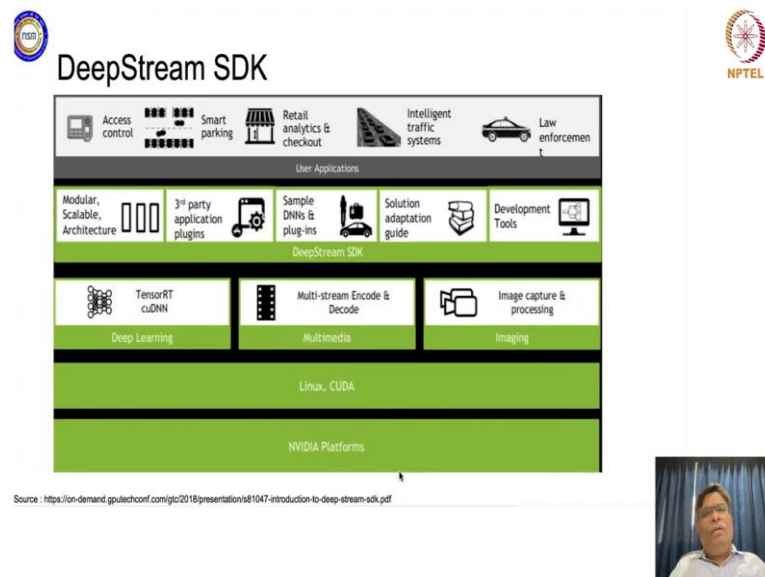 nsm
NPTEL
DeepStream SDK
Access
control
Smart
parking
Retail
analytics &
checkout
Intelligent
traffic
systems
Law
enforcemen
t
User Applications
Modular,
Scalable,
Architecture
3rd party
application
plugins
Sample
DNNs &
plug-ins
Solution
adaptation
guide
Development
Tools
DeepStream SDK
TensorRT
cuDNN
Multi-stream Encode &
Decode
Image capture &
processing
Deep Learning
Multimedia
Imaging
Linux, CUDA
NVIDIA Platforms
Source : https://on-demand.gputechconf.com/gtc/2018/presentation/s81047-introduction-to-deep-stream-sdk.pdf